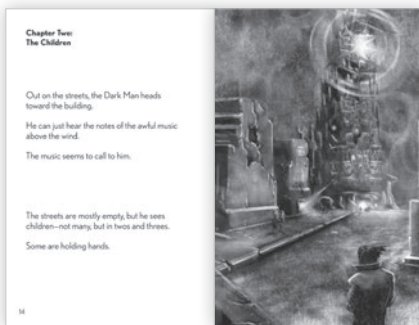 Chapter Two:
The Children
Out on the streets, the Dark Man heads
toward the building.
He can just hear the notes of the awful music
above the wind.
The music seems to call to him.
The streets are mostly empty, but he sees
children–not many, but in twos and threes.
Some are holding hands.
14